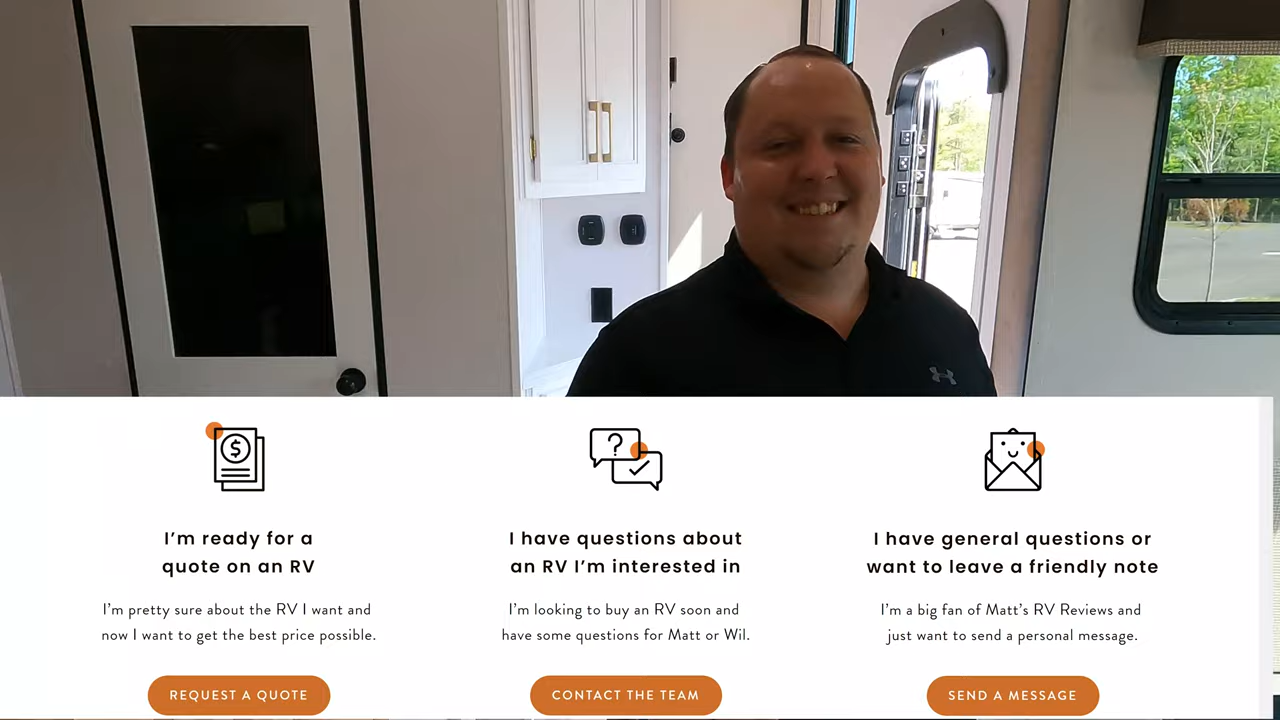 $
?
I'm ready for a
quote on an RV
I'm pretty sure about the RV I want and
now I want to get the best price possible.
REQUEST A QUOTE
I have questions about
an RV I'm interested in
I'm looking to buy an RV soon and
have some questions for Matt or Wil.
CONTACT THE TEAM
I have general questions or
want to leave a friendly note
I'm a big fan of Matt's RV Reviews and
just want to send a personal message.
SEND A MESSAGE